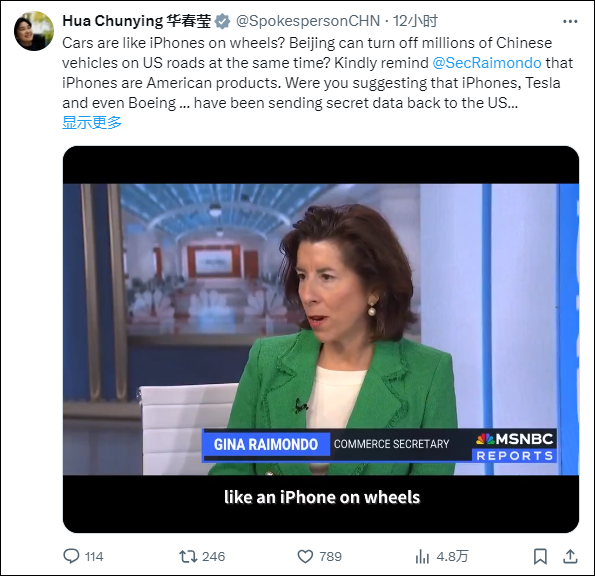 Hua Chunying 华春莹 @SpokespersonCHN · 12小时
Cars are like iPhones on wheels? Beijing can turn off millions of Chinese
vehicles on US roads at the same time? Kindly remind @SecRaimondo that
iPhones are American products. Were you suggesting that iPhones, Tesla
and even Boeing ... have been sending secret data back to the US...
显示更多
GINA RAIMONDO COMMERCE SECRETARY MSNBC
REPORTS
like an iPhone on wheels
114 246 789 4.8万